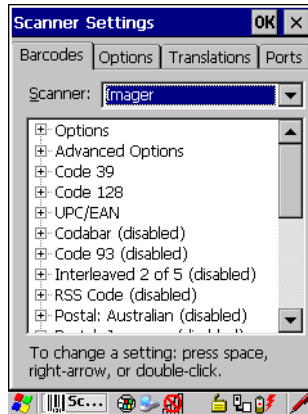 Scanner Settings OK ×
Barcodes Options Translations Ports
Scanner: Imager
Options
Advanced Options
Code 39
Code 128
UPC/EAN
Codabar (disabled)
Code 93 (disabled)
Interleaved 2 of 5 (disabled)
RSS Code (disabled)
Postal: Australian (disabled)
To change a setting: press space,
right-arrow, or double-click.
Sc...